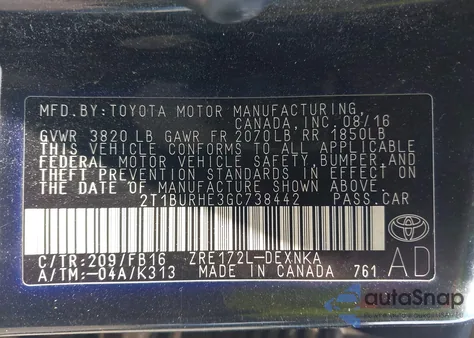 MFD.BY:TOYOTA MOTOR MANUFACTURING,
CANADA, INC. 08/16
GVWR 3820 LB GAWR FR 2070LB RR 1850LB
THIS VEHICLE CONFORMS TO ALL APPLICABLE
FEDERAL MOTOR VEHICLE SAFETY, BUMPER, AND
THEFT PREVENTION STANDARDS IN EFFECT ON
THE DATE OF MANUFACTURE SHOWN ABOVE.
2T1BURHE3GC738442 PASS.CAR
C/TR:209/FB16 ZRE172L-DEXNKA
A/TM:-04A/K313 MADE IN CANADA 761
AD
autoSnap